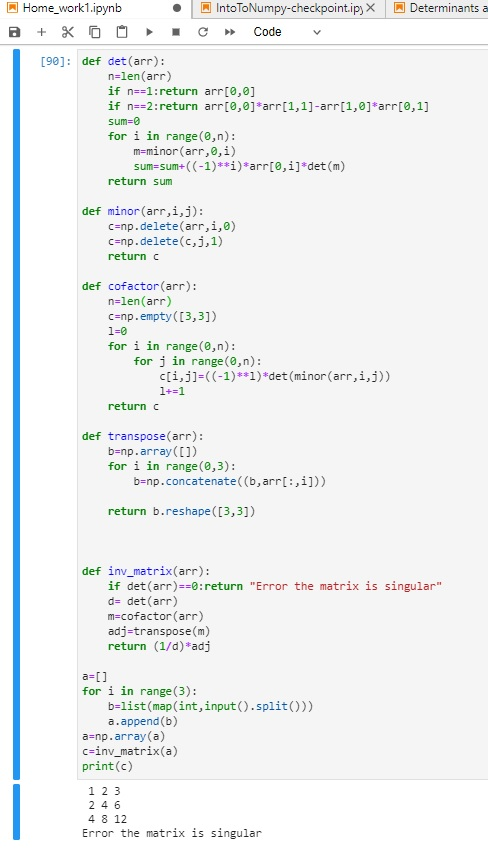 Home_work1.ipynb
IntoToNumpy-checkpoint.ipy
Determinants a
Code
[90]:
def det(arr):
    n=len(arr)
    if n==1:return arr[0,0]
    if n==2:return arr[0,0]*arr[1,1]-arr[1,0]*arr[0,1]
    sum=0
    for i in range(0,n):
        m=minor(arr,0,i)
        sum=sum+((-1)**i)*arr[0,i]*det(m)
    return sum
def minor(arr,i,j):
    c=np.delete(arr,i,0)
    c=np.delete(c,j,1)
    return c
def cofactor(arr):
    n=len(arr)
    c=np.empty([3,3])
    l=0
    for i in range(0,n):
        for j in range(0,n):
            c[i,j]=((-1)**l)*det(minor(arr,i,j))
            l+=1
    return c
def transpose(arr):
    b=np.array([])
    for i in range(0,3):
        b=np.concatenate((b,arr[:,i]))
    return b.reshape([3,3])
def inv_matrix(arr):
    if det(arr)==0:return "Error the matrix is singular"
    d= det(arr)
    m=cofactor(arr)
    adj=transpose(m)
    return (1/d)*adj
a=[]
for i in range(3):
    b=list(map(int,input().split()))
    a.append(b)
a=np.array(a)
c=inv_matrix(a)
print(c)
1 2 3
2 4 6
4 8 12
Error the matrix is singular